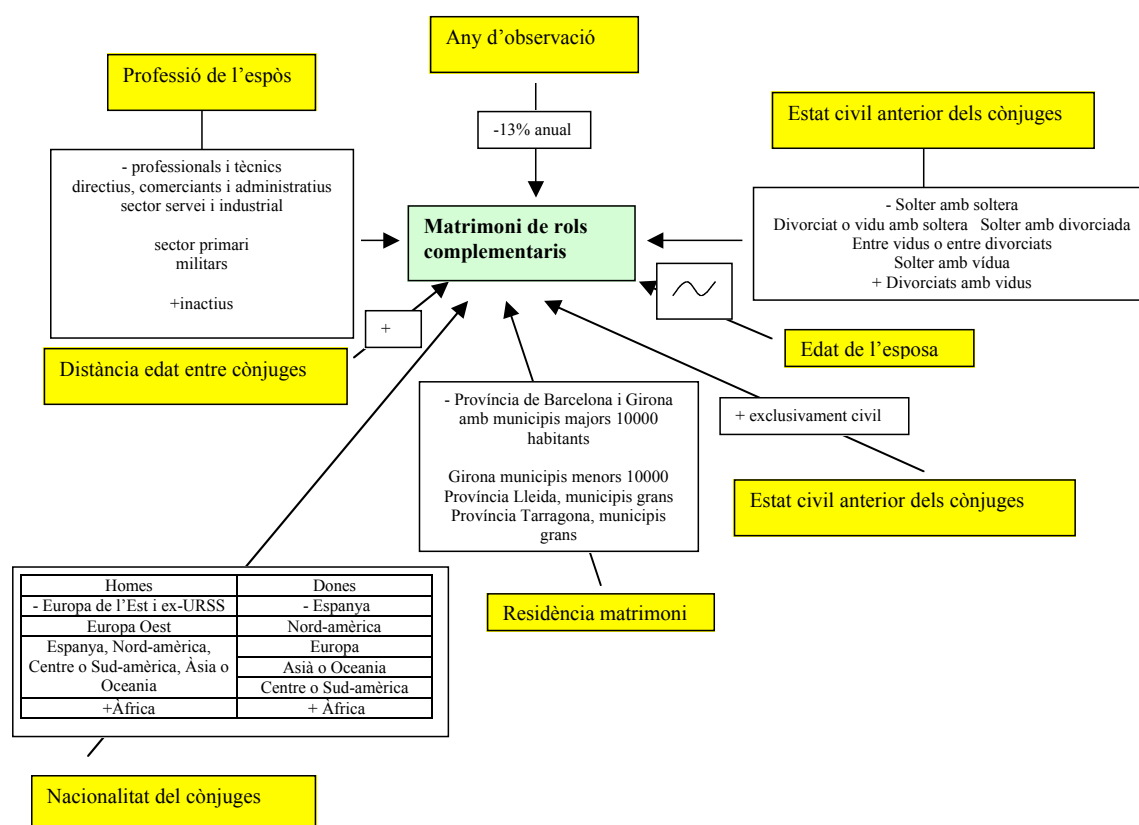 Any d’observació
-13% anual
Professió de l’espòs
- professionals i tècnics
directius, comerciants i administratius
sector servei i industrial
sector primari
militars
+inactius
Estat civil anterior dels cònjuges
- Solter amb soltera
Divorciat o vidu amb soltera Solter amb divorciada
Entre vidus o entre divorciats
Solter amb vídua
+ Divorciats amb vidus
Matrimoni de rols
complementaris
+
Distància edat entre cònjuges
Edat de l’esposa
- Província de Barcelona i Girona
amb municipis majors 10000
habitants
Girona municipis menors 10000
Província Lleida, municipis grans
Província Tarragona, municipis
grans
Residència matrimoni
+ exclusivament civil
Estat civil anterior dels cònjuges
Homes Dones
- Europa de l’Est i ex-URSS - Espanya
Europa Oest Nord-amèrica
Espanya, Nord-amèrica,
Centre o Sud-amèrica, Àsia o
Oceania
Europa
Asià o Oceania
Centre o Sud-amèrica
+Àfrica + Àfrica
Nacionalitat del cònjuges